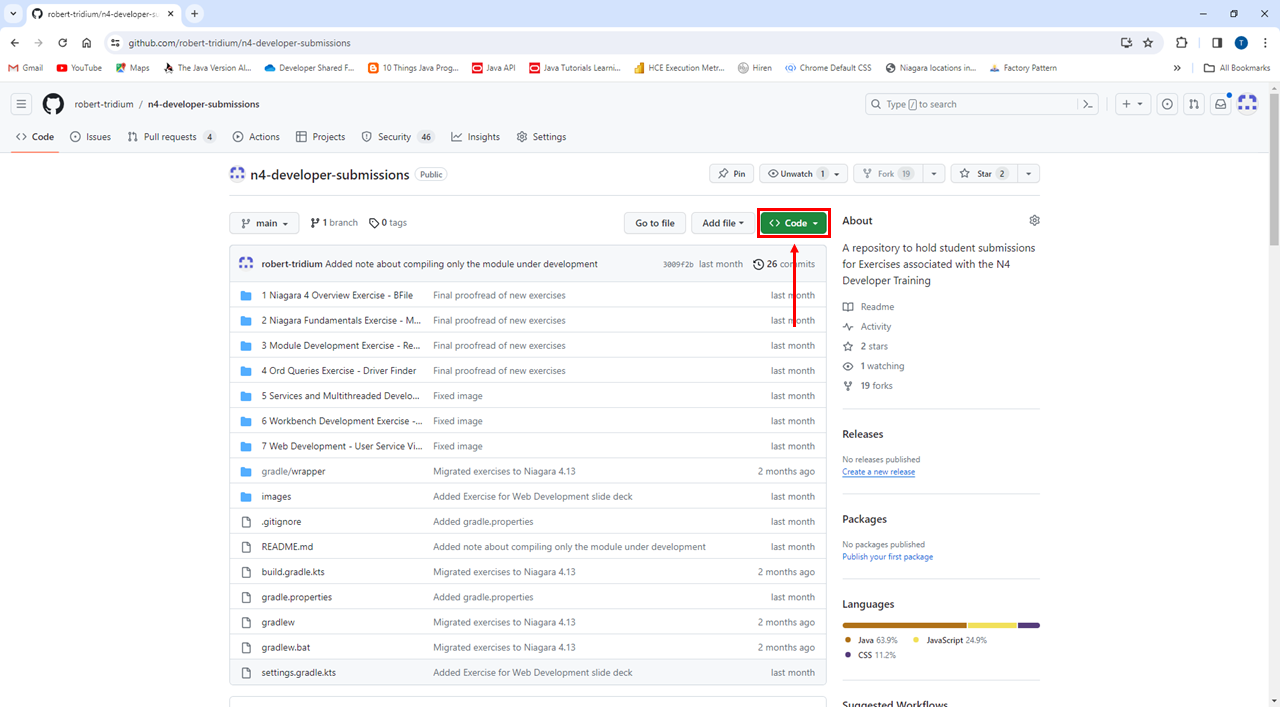 robert-tridium/n4-developer-su
github.com/robert-tridium/n4-developer-submissions
T
Gmail YouTube Maps The Java Version Al... Developer Shared F... 10 Things Java Prog... Java API Java Tutorials Learni... HCE Execution Metr... Hiren Chrome Default CSS Niagara locations in... Factory Pattern » All Bookmarks
robert-tridium / n4-developer-submissions Type / to search
Code Issues Pull requests 4 Actions Projects Security 46 Insights Settings
n4-developer-submissions Public Pin Unwatch 1 Fork 19 Star 2
main 1 branch 0 tags Go to file Add file Code
robert-tridium Added note about compiling only the module under development 3009f2b last month 26 commits
1 Niagara 4 Overview Exercise - BFile Final proofread of new exercises last month
2 Niagara Fundamentals Exercise - M... Final proofread of new exercises last month
3 Module Development Exercise - Re... Final proofread of new exercises last month
4 Ord Queries Exercise - Driver Finder Final proofread of new exercises last month
5 Services and Multithreaded Develo... Fixed image last month
6 Workbench Development Exercise -... Fixed image last month
7 Web Development - User Service Vi... Fixed image last month
gradle/wrapper Migrated exercises to Niagara 4.13 2 months ago
images Added Exercise for Web Development slide deck last month
.gitignore Added gradle.properties last month
README.md Added note about compiling only the module under development last month
build.gradle.kts Migrated exercises to Niagara 4.13 2 months ago
gradle.properties Added gradle.properties last month
gradlew Migrated exercises to Niagara 4.13 2 months ago
gradlew.bat Migrated exercises to Niagara 4.13 2 months ago
settings.gradle.kts Added Exercise for Web Development slide deck last month
About
A repository to hold student submissions
for Exercises associated with the N4
Developer Training
Readme
Activity
2 stars
1 watching
19 forks
Releases
No releases published
Create a new release
Packages
No packages published
Publish your first package
Languages
Java 63.9% JavaScript 24.9%
CSS 11.2%
Suggested Workflows